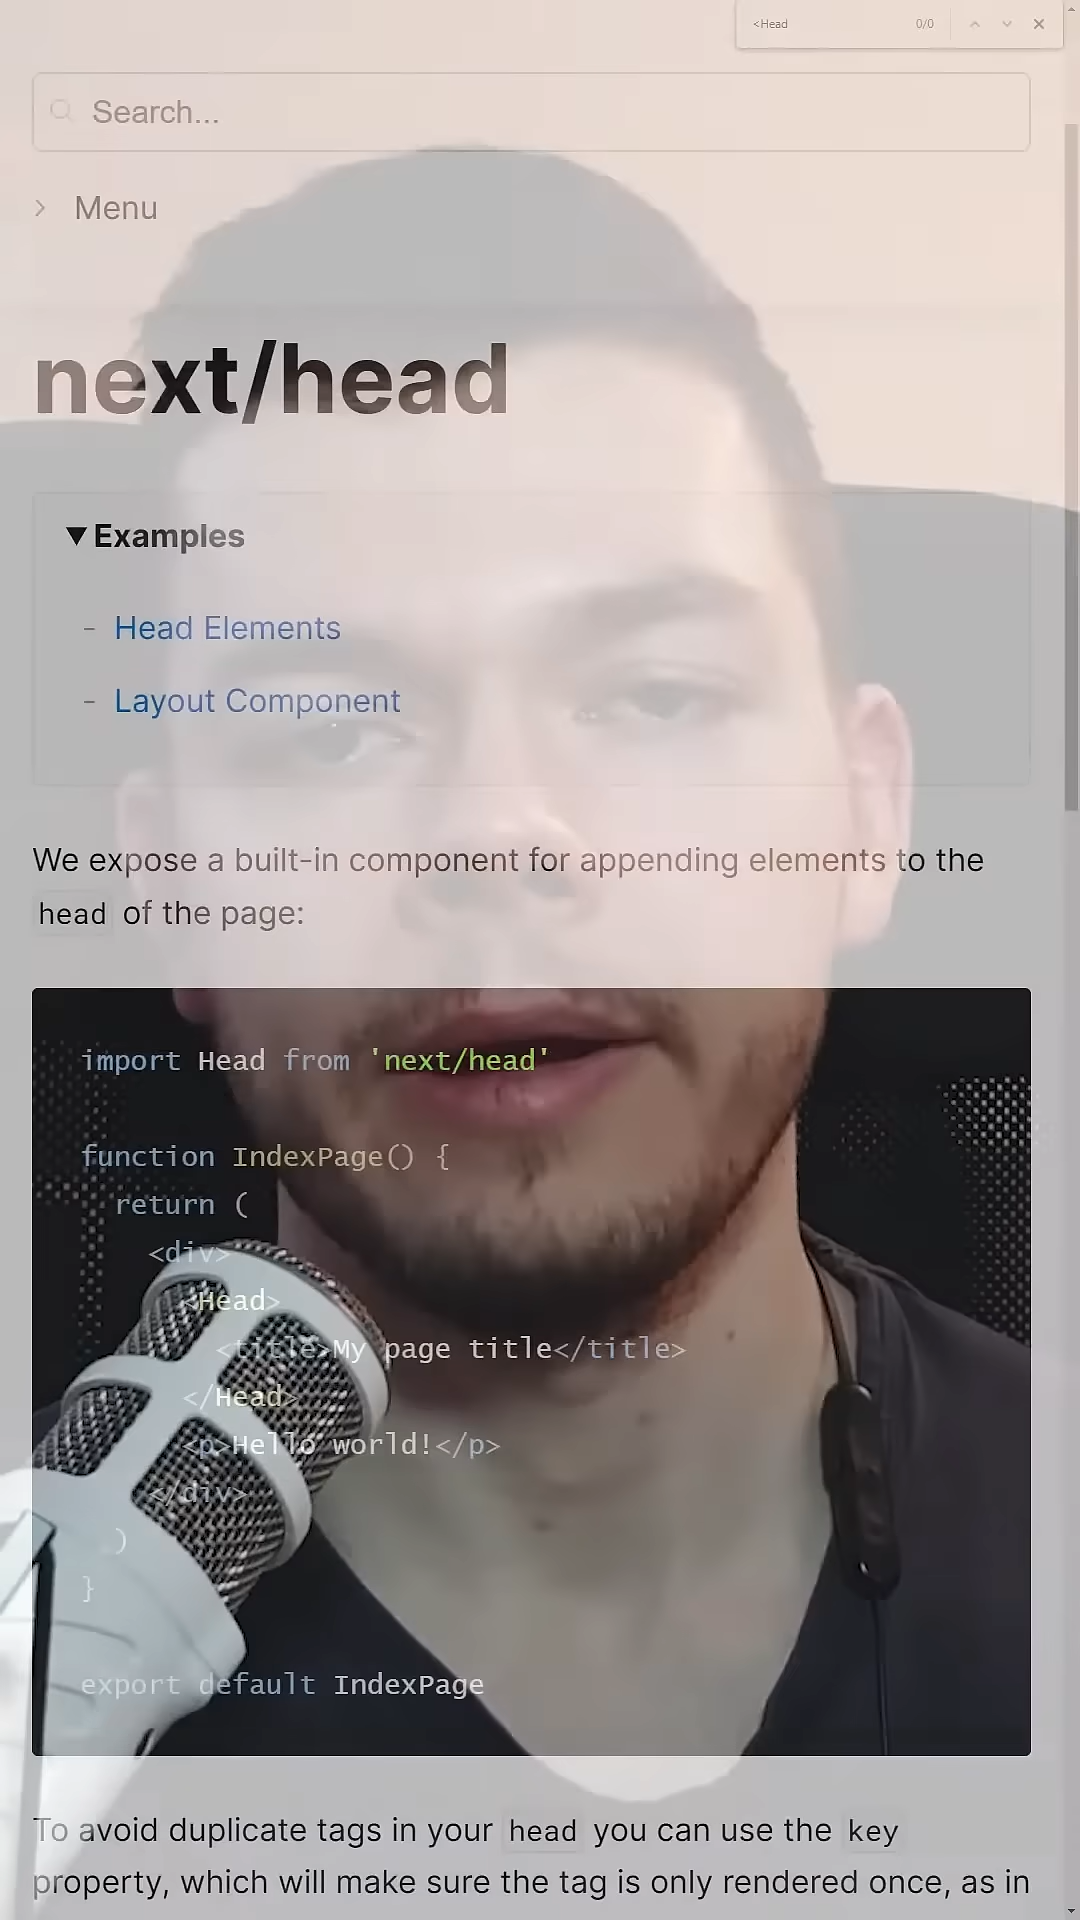 <Head 0/0
Search...
Menu
next/head
Examples
- Head Elements
- Layout Component
We expose a built-in component for appending elements to the
head of the page:
import Head from 'next/head'
function IndexPage() {
return (
<div>
<Head>
<title>My page title</title>
</Head>
<p>Hello world!</p>
</div>
)
}
export default IndexPage
To avoid duplicate tags in your head you can use the key
property, which will make sure the tag is only rendered once, as in